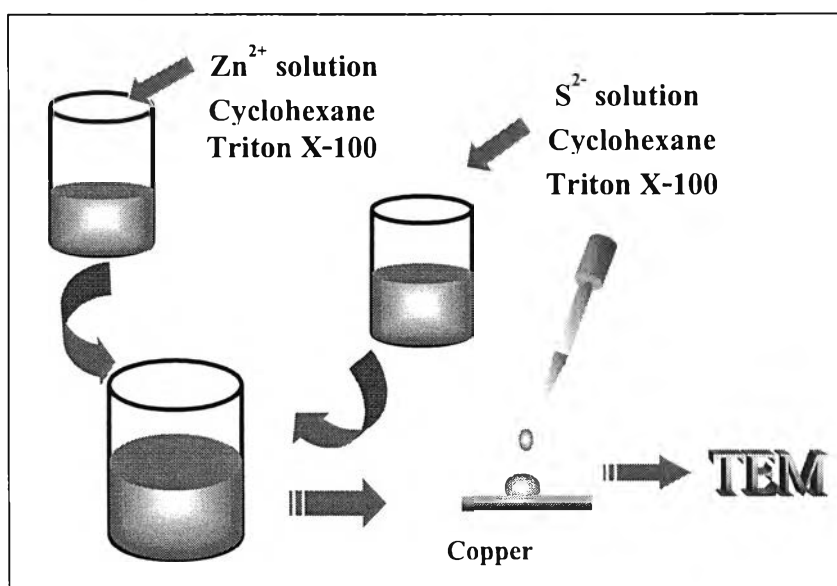 Zn²⁺ solution
Cyclohexane
Triton X-100
S²⁻ solution
Cyclohexane
Triton X-100
TEM
Copper